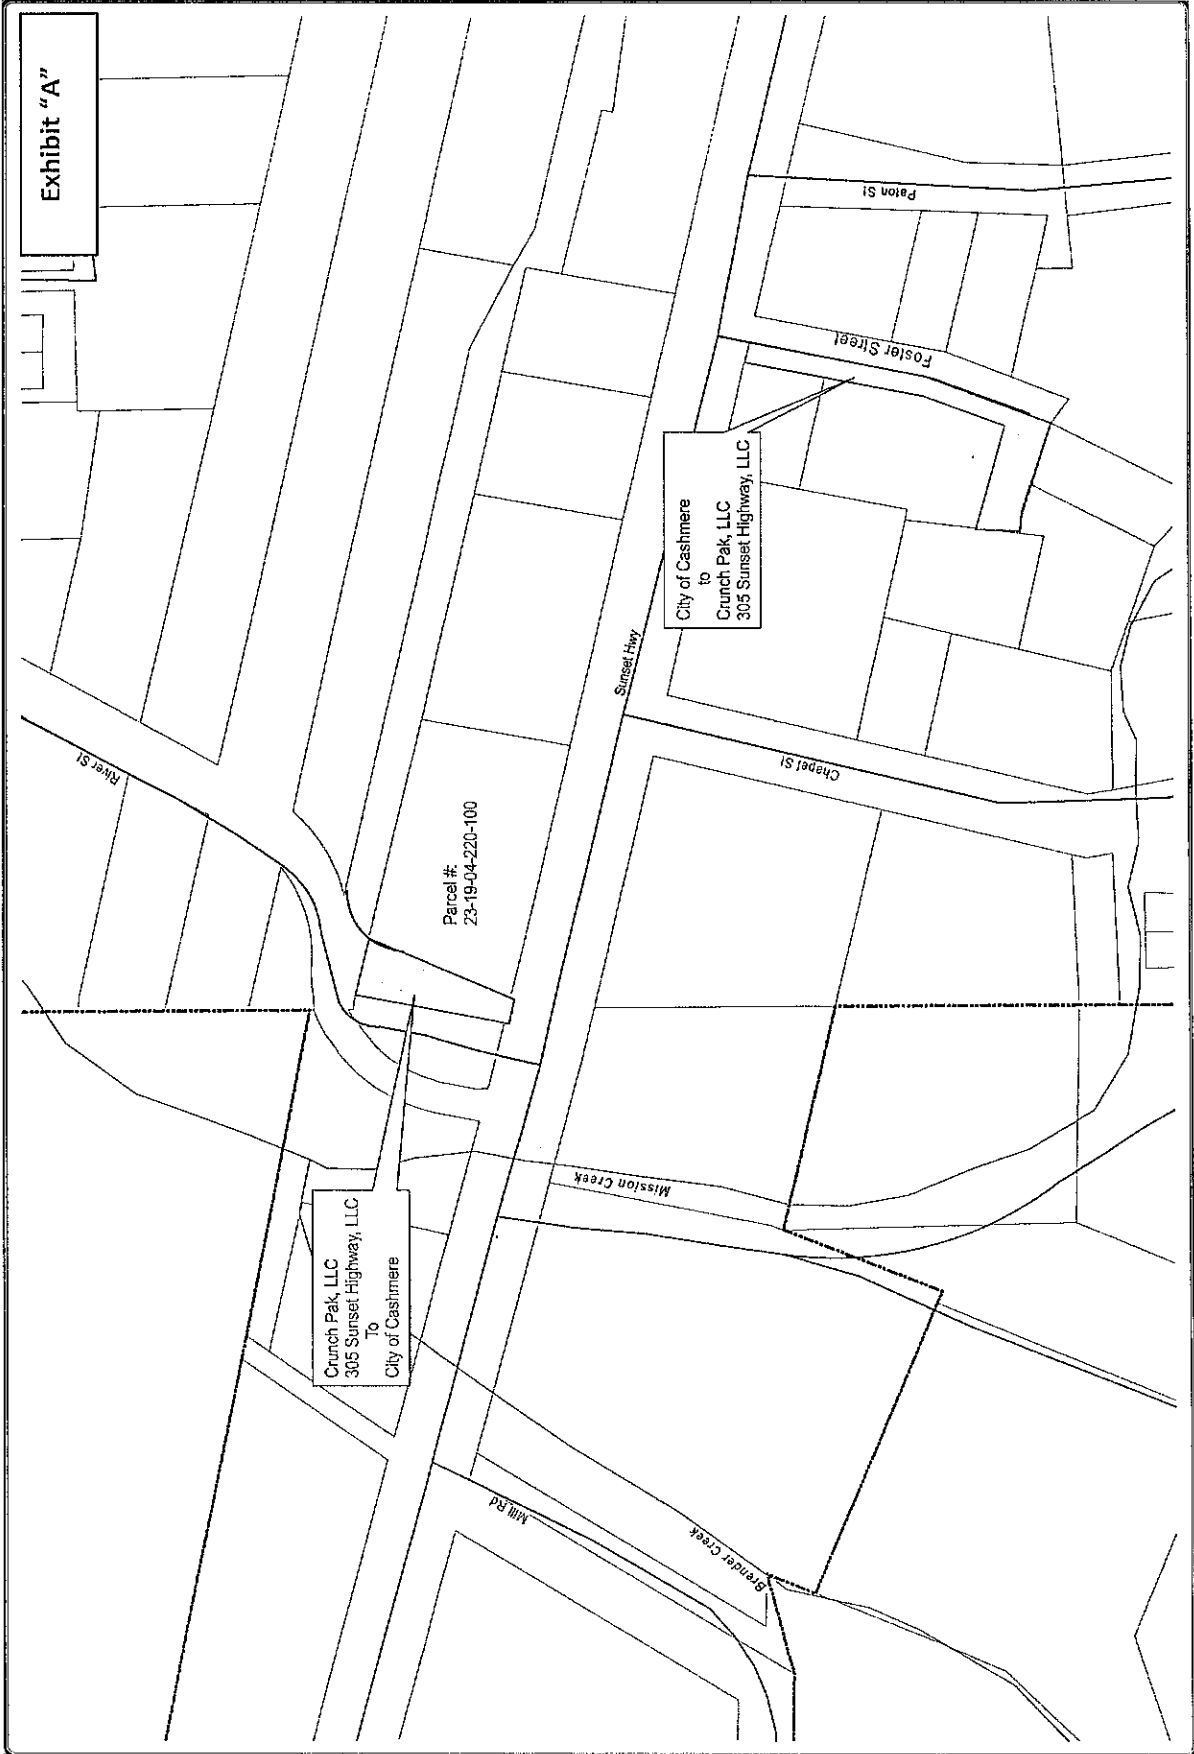 Exhibit "A"
River St
Parcel #:
23-19-04-220-100
Crunch Pak, LLC
305 Sunset Highway, LLC
To
City of Cashmere
Mill Rd
Brender Creek
Mission Creek
Sunset Hwy
Chapel St
City of Cashmere
to
Crunch Pak, LLC
305 Sunset Highway, LLC
Foster Street
Paton St